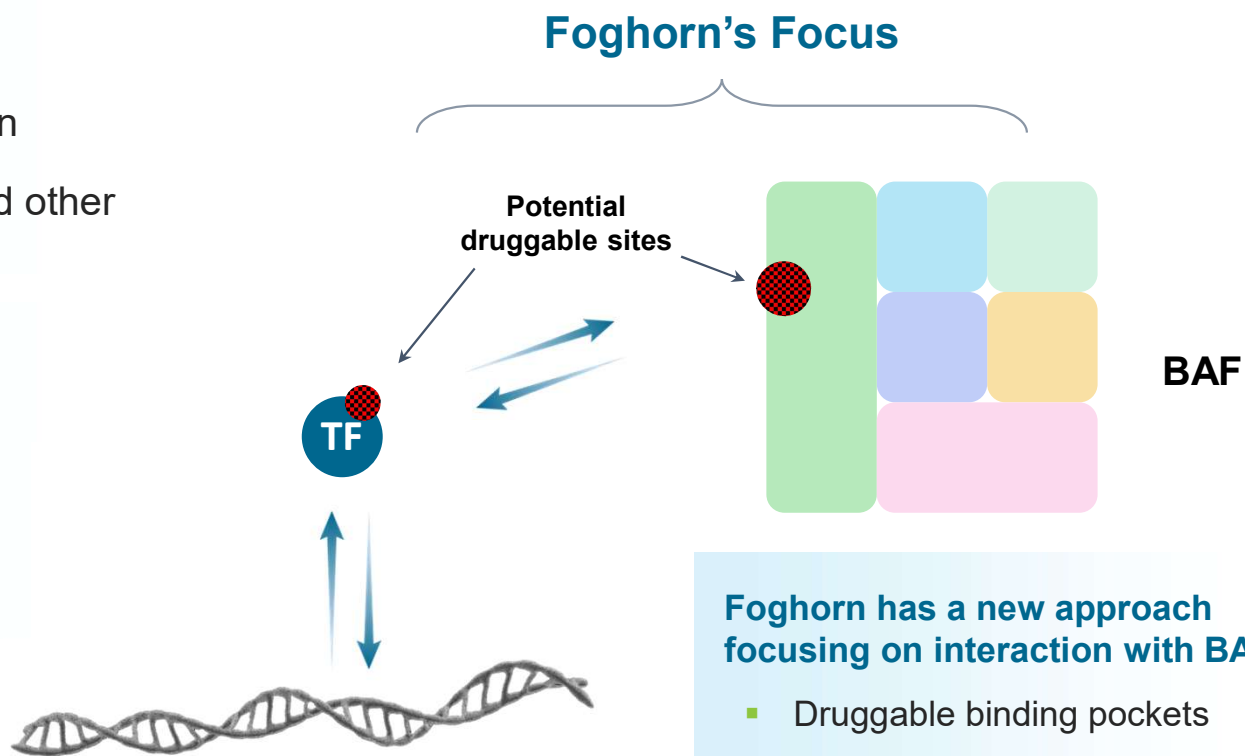 Foghorn’s Focus
n
d other
Potential
druggable sites
TF
BAF
Foghorn has a new approach
focusing on interaction with BA
▪ Druggable binding pockets